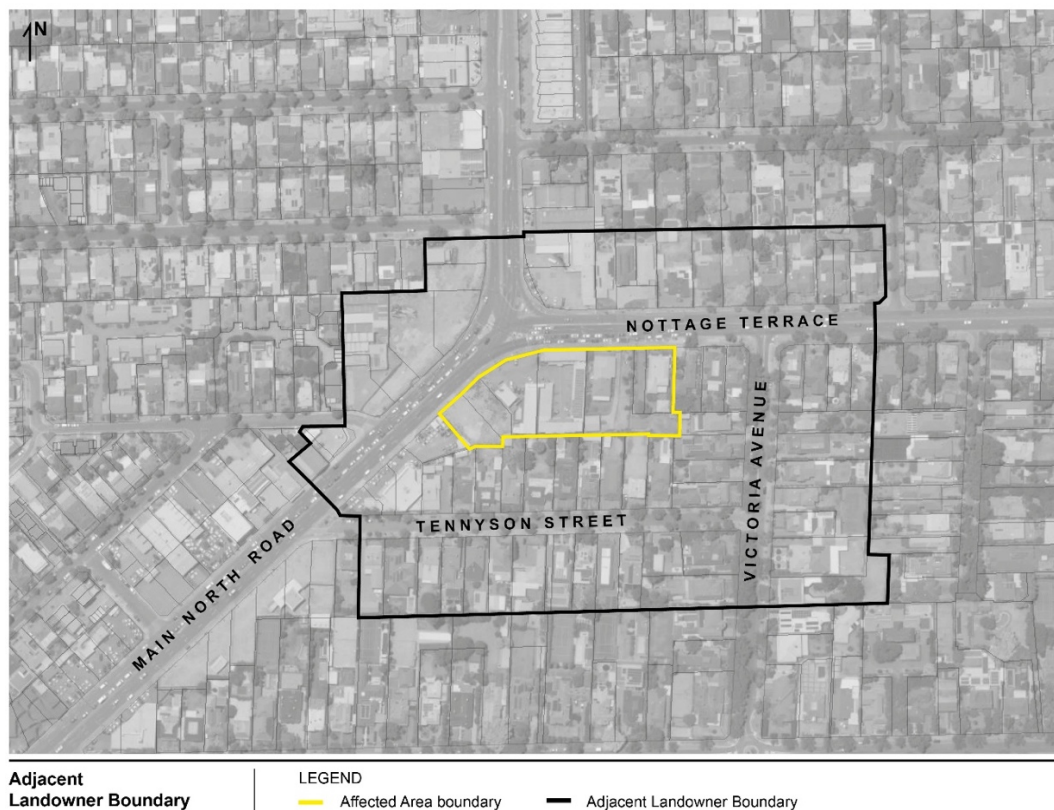 N
NOTTAGE TERRACE
VICTORIA AVENUE
TENNYSON STREET
MAIN NORTH ROAD
Adjacent
Landowner Boundary
LEGEND
Affected Area boundary
Adjacent Landowner Boundary